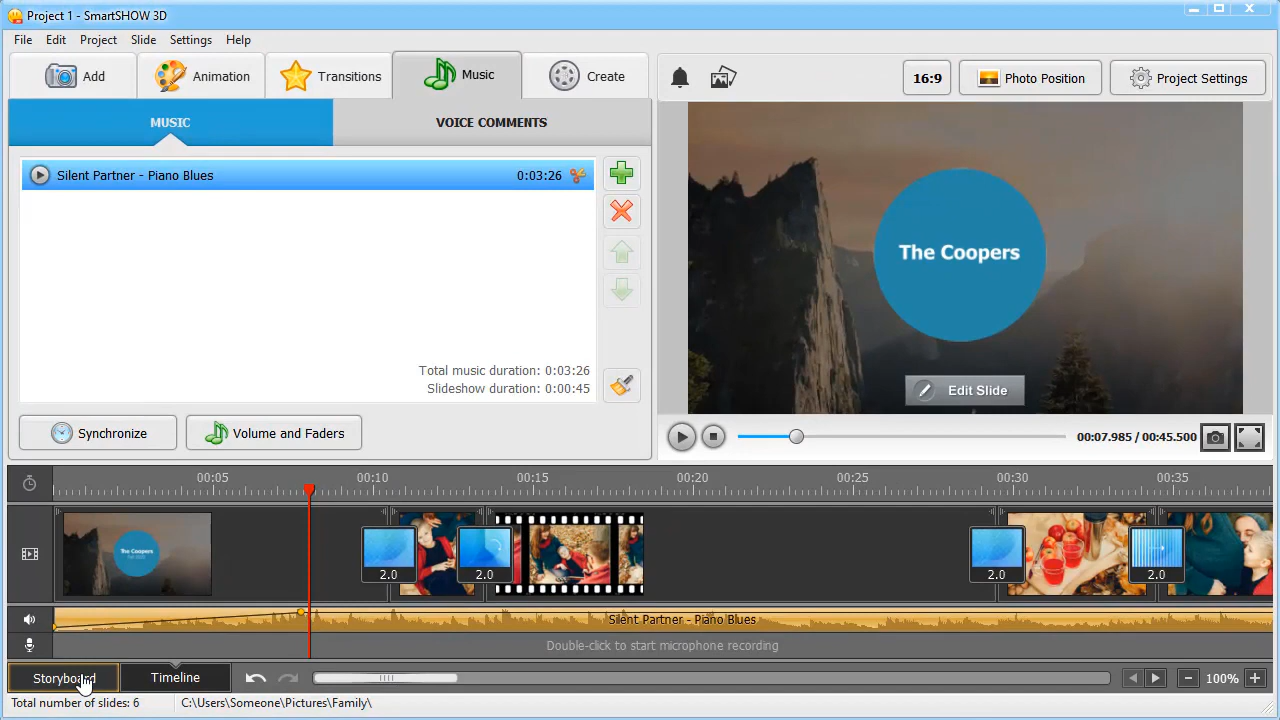 Project 1 - SmartSHOW 3D
File Edit Project Slide Settings Help
Add Animation Transitions Music Create
16:9 Photo Position Project Settings
MUSIC VOICE COMMENTS
Silent Partner - Piano Blues 0:03:26
The Coopers
Total music duration: 0:03:26
Slideshow duration: 0:00:45
Edit Slide
Synchronize Volume and Faders
00:07.985 / 00:45.500
00:05 00:10 00:15 00:20 00:25 00:30 00:35
The Coopers
2.0 2.0 2.0 2.0
Silent Partner - Piano Blues
Double-click to start microphone recording
Storyboard Timeline 100%
Total number of slides: 6 C:\Users\Someone\Pictures\Family\